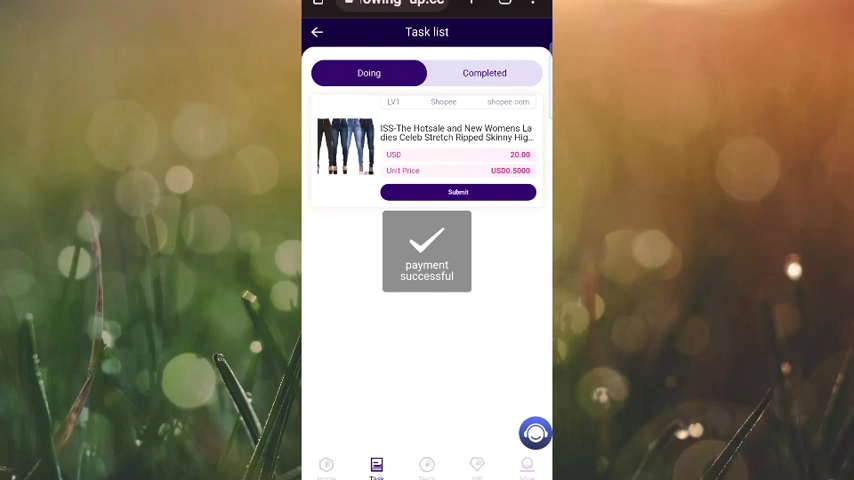 Task list
Doing
Completed
LV1 Shopee shopee.com
ISS-The Hotsale and New Womens La
dies Celeb Stretch Ripped Skinny Hig...
USD 20.00
Unit Price USD0.5000
Submit
payment
successful
Task